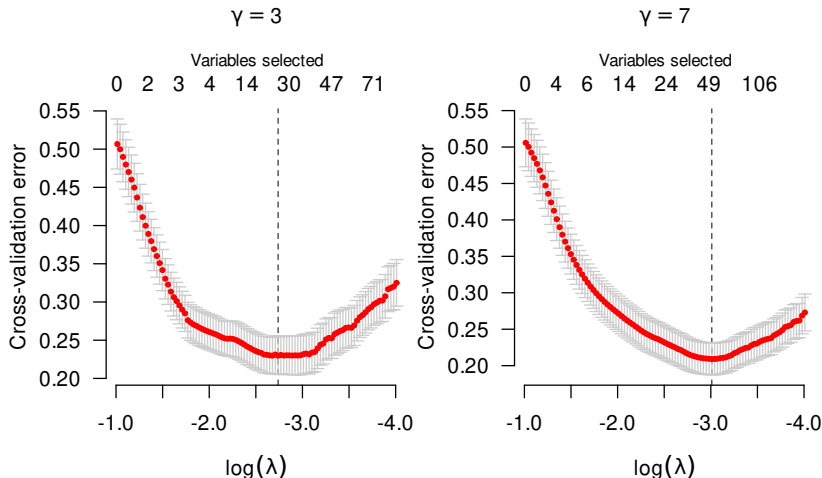 γ = 3
Variables selected
0 2 3 4 14 30 47 71
Cross-validation error
0.55
0.50
0.45
0.40
0.35
0.30
0.25
0.20
-1.0 -2.0 -3.0 -4.0
log(λ)
γ = 7
Variables selected
0 4 6 14 24 49 106
Cross-validation error
0.55
0.50
0.45
0.40
0.35
0.30
0.25
0.20
-1.0 -2.0 -3.0 -4.0
log(λ)